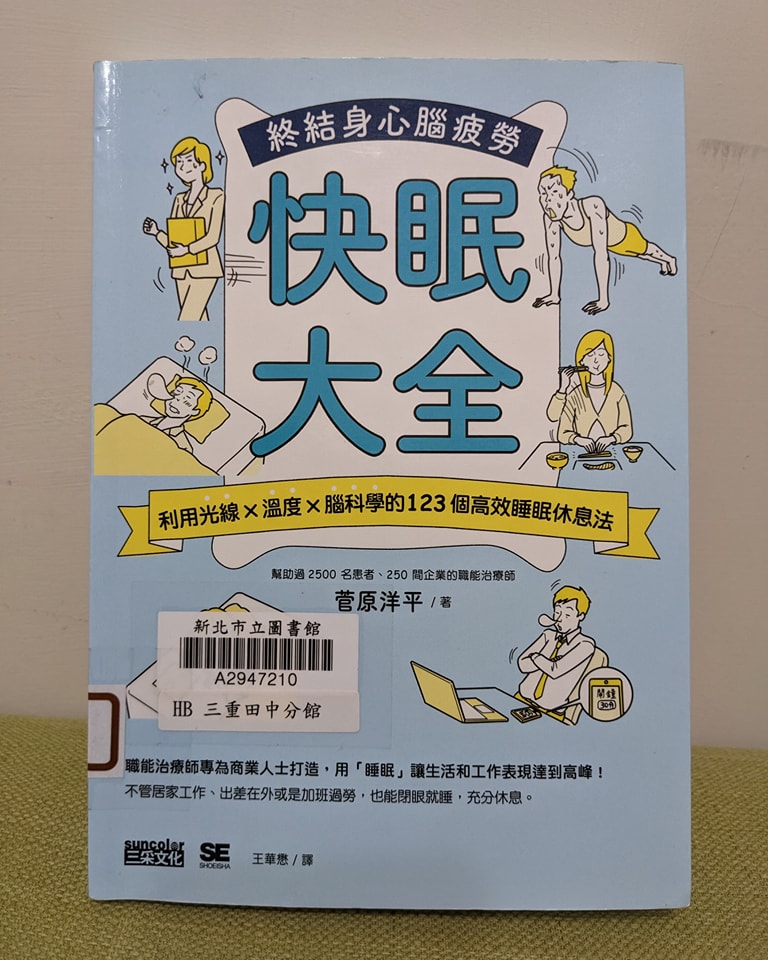 終結身心腦疲勞
快眠
大全
利用光線×溫度×腦科學的123個高效睡眠休息法
幫助過2500名患者、250間企業的職能治療師
菅原洋平/著
新北市立圖書館
A2947210
HB 三重田中分館
鬧鐘
30分
職能治療師專為商業人士打造，用「睡眠」讓生活和工作表現達到高峰！
不管居家工作、出差在外或是加班過勞，也能閉眼就睡，充分休息。
suncolor
三采文化
SE
SHOEISHA
王華懋/譯